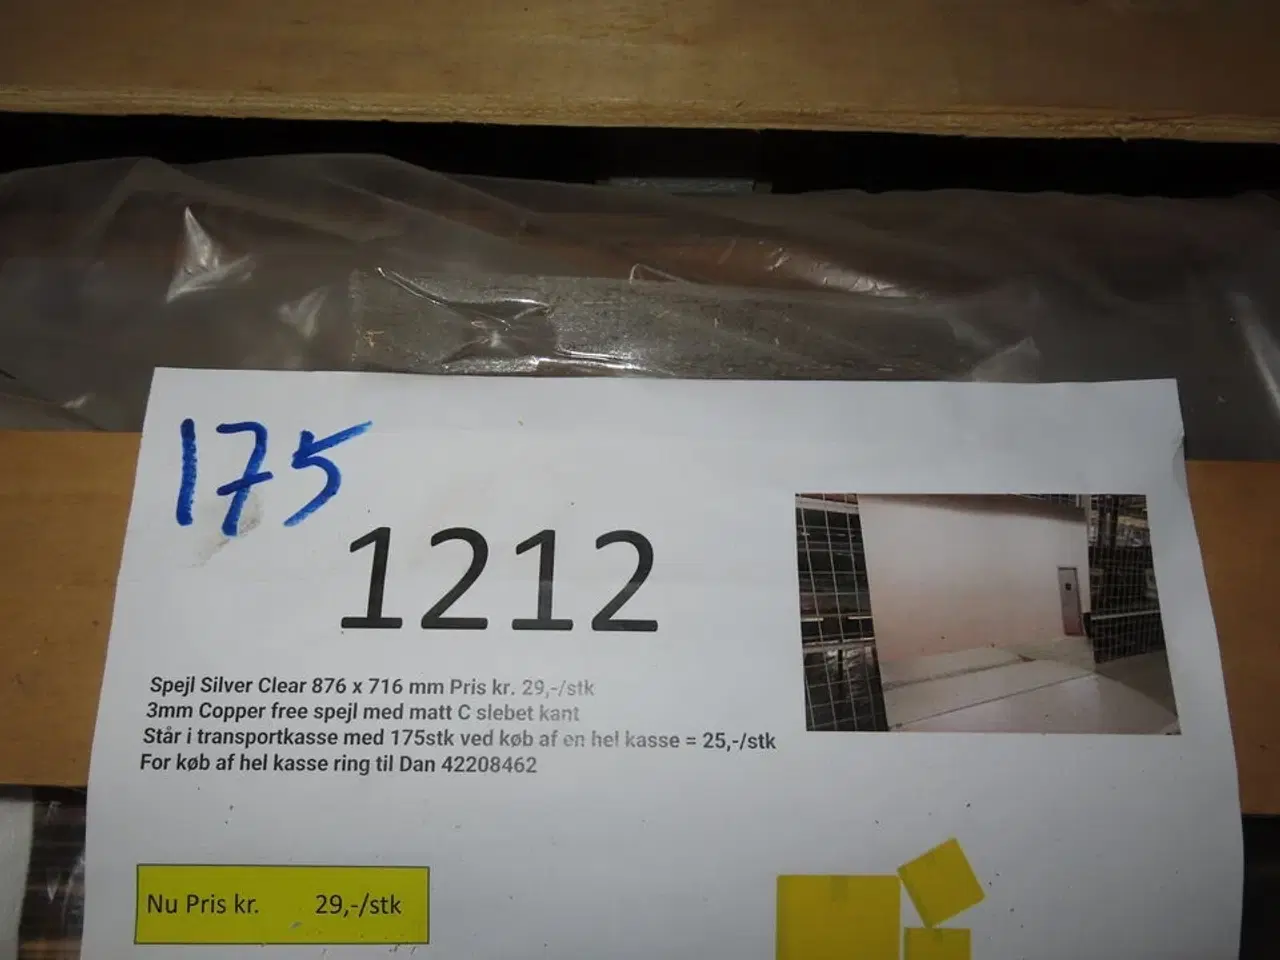 175
1212
Spejl Silver Clear 876 x 716 mm Pris kr. 29,-/stk
3mm Copper free spejl med matt C slebet kant
Står i transportkasse med 175stk ved køb af en hel kasse = 25,-/stk
For køb af hel kasse ring til Dan 42208462
Nu Pris kr. 29,-/stk